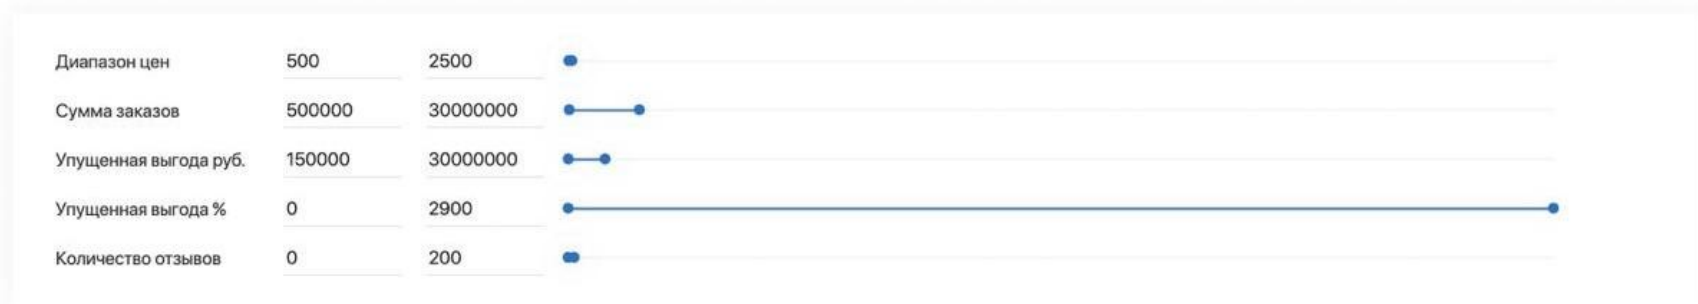 Диапазон цен 500 2500
Сумма заказов 500000 30000000
Упущенная выгода руб. 150000 30000000
Упущенная выгода % 0 2900
Количество отзывов 0 200